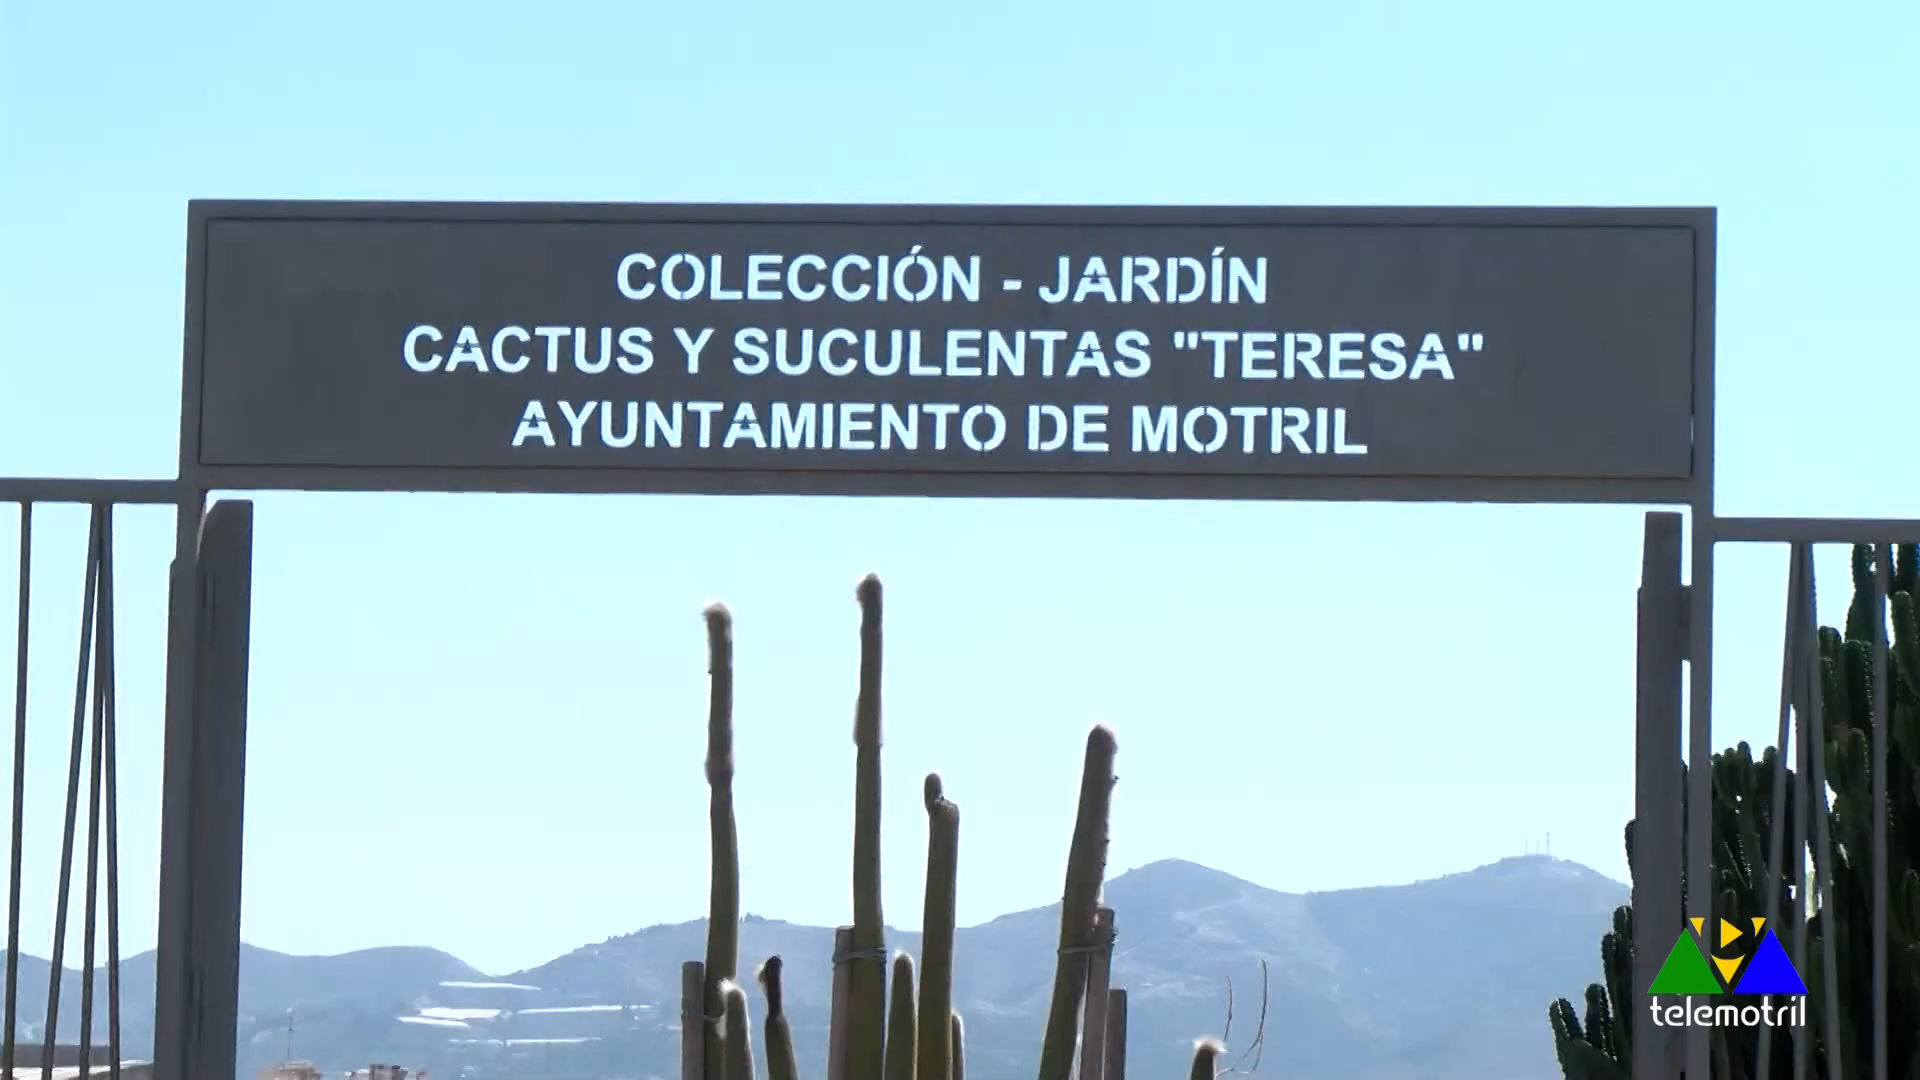 COLECCIÓN - JARDÍN
CACTUS Y SUCULENTAS "TERESA"
AYUNTAMIENTO DE MOTRIL
telemotril